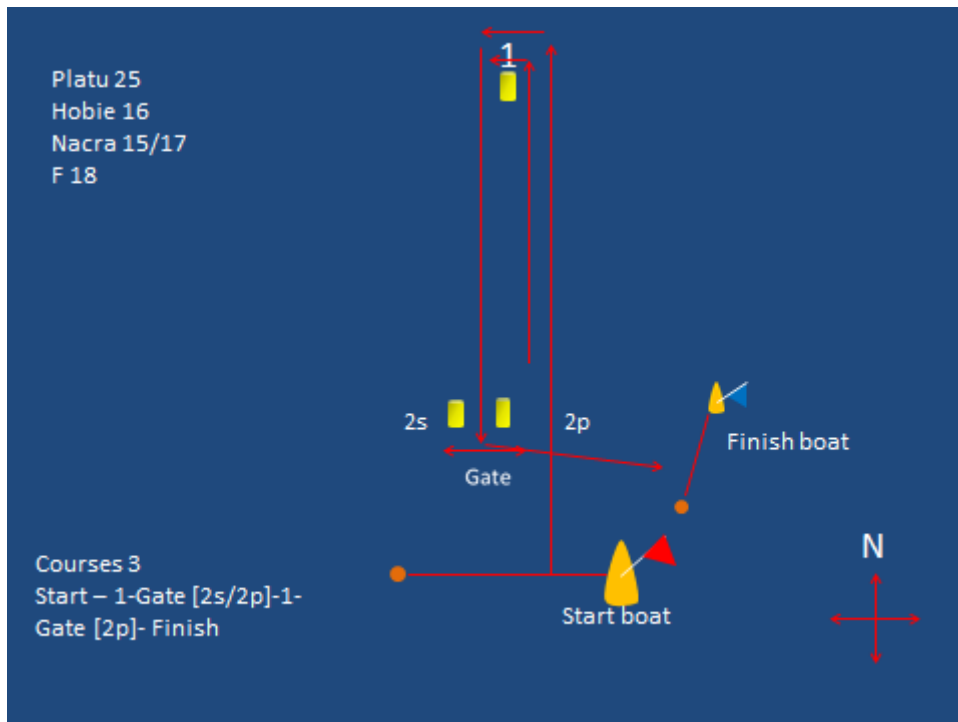 1
Platu 25
Hobie 16
Nacra 15/17
F 18
2s
2p
Finish boat
Gate
N
Courses 3
Start – 1-Gate [2s/2p]-1-
Gate [2p]- Finish
Start boat